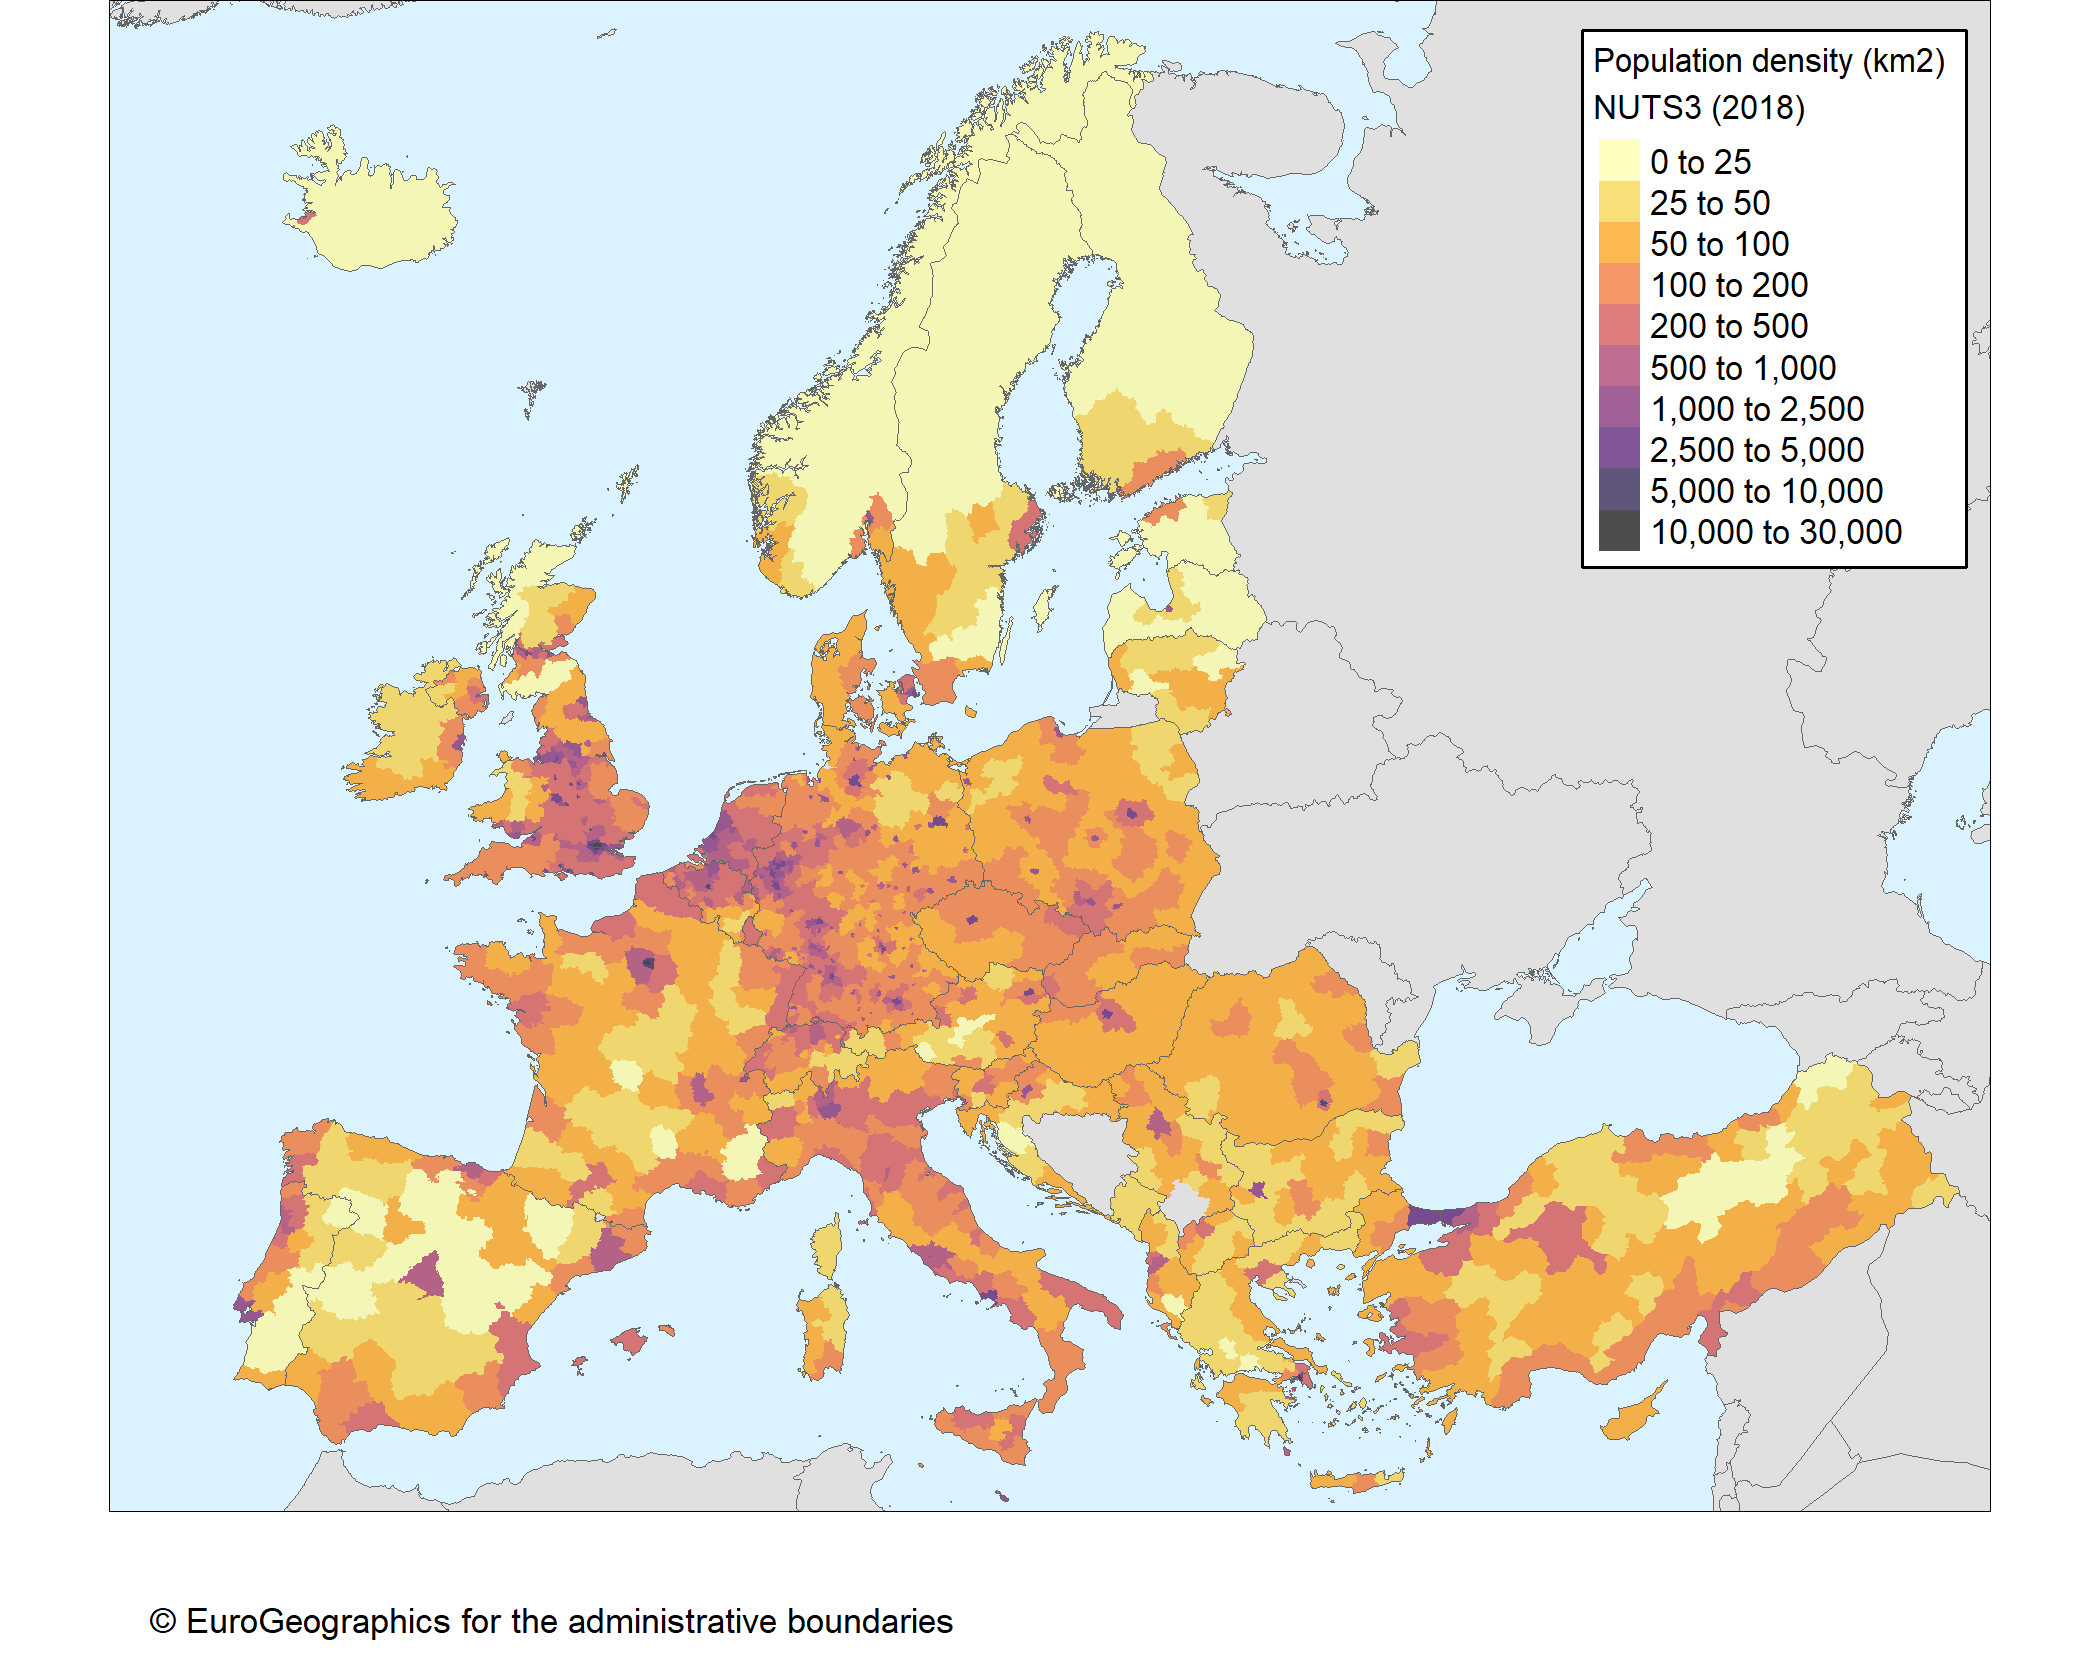 Population density (km2)
NUTS3 (2018)
0 to 25
25 to 50
50 to 100
100 to 200
200 to 500
500 to 1,000
1,000 to 2,500
2,500 to 5,000
5,000 to 10,000
10,000 to 30,000
© EuroGeographics for the administrative boundaries